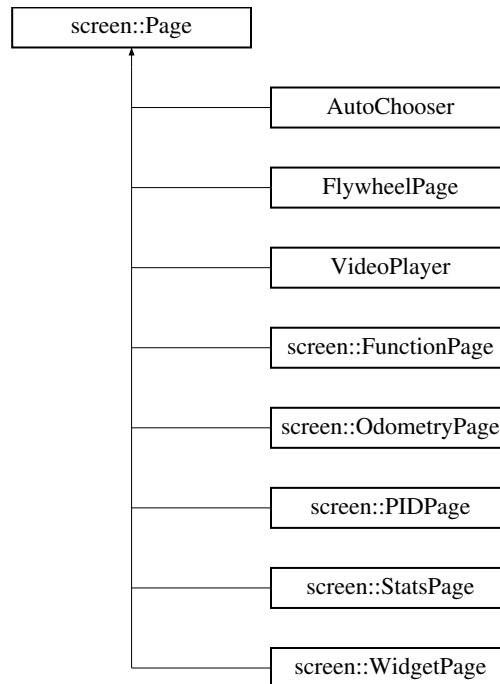 screen::Page
AutoChooser
FlywheelPage
VideoPlayer
screen::FunctionPage
screen::OdometryPage
screen::PIDPage
screen::StatsPage
screen::WidgetPage